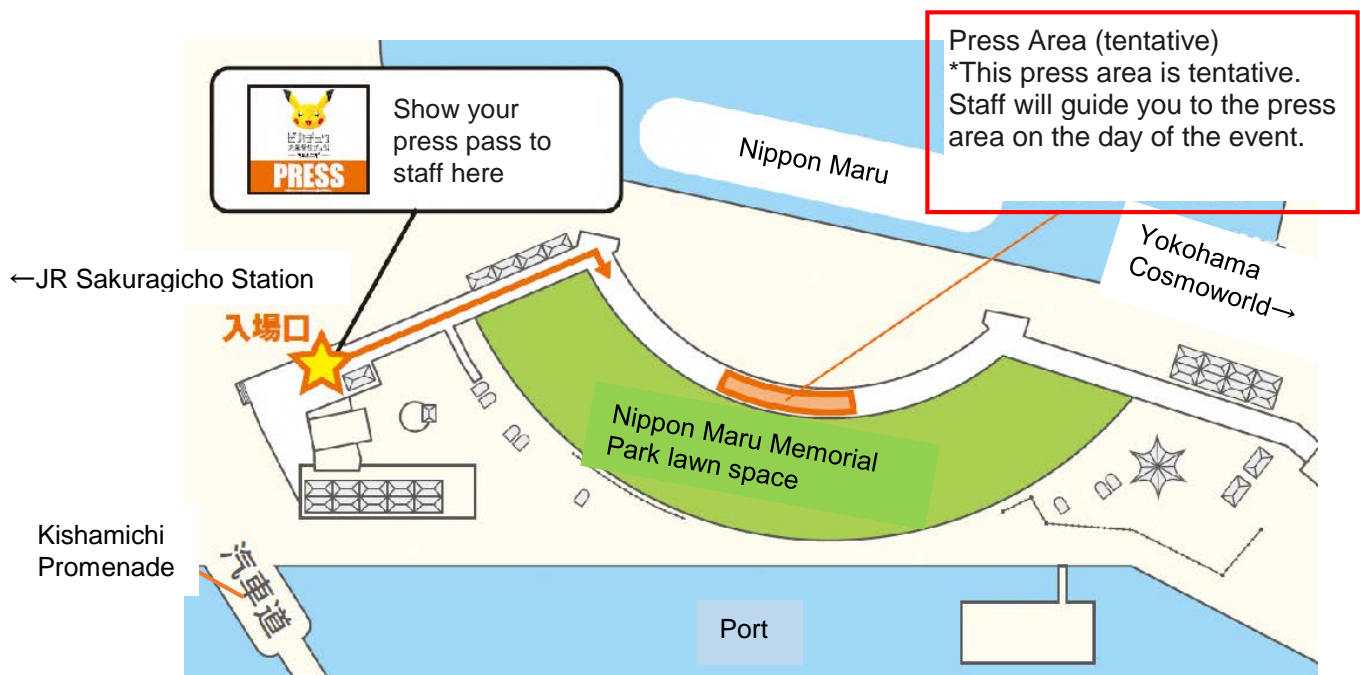 Press Area (tentative)
*This press area is tentative.
Staff will guide you to the press
area on the day of the event.
Show your
press pass to
staff here
PRESS
Nippon Maru
Yokohama
Cosmoworld→
←JR Sakuragicho Station
入場口
Nippon Maru Memorial
Park lawn space
Kishamichi
Promenade
汽車道
Port